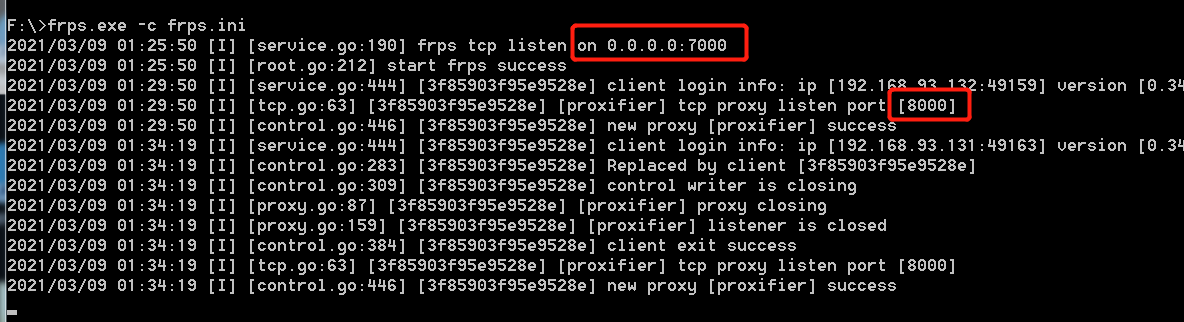 F:\>frps.exe -c frps.ini
2021/03/09 01:25:50 [I] [service.go:190] frps tcp listen on 0.0.0.0:7000
2021/03/09 01:25:50 [I] [root.go:212] start frps success
2021/03/09 01:29:50 [I] [service.go:444] [3f85903f95e9528e] client login info: ip [192.168.93.132:49159] version [0.34
2021/03/09 01:29:50 [I] [tcp.go:63] [3f85903f95e9528e] [proxifier] tcp proxy listen port [8000]
2021/03/09 01:29:50 [I] [control.go:446] [3f85903f95e9528e] new proxy [proxifier] success
2021/03/09 01:34:19 [I] [service.go:444] [3f85903f95e9528e] client login info: ip [192.168.93.131:49163] version [0.34
2021/03/09 01:34:19 [I] [control.go:283] [3f85903f95e9528e] Replaced by client [3f85903f95e9528e]
2021/03/09 01:34:19 [I] [control.go:309] [3f85903f95e9528e] control writer is closing
2021/03/09 01:34:19 [I] [proxy.go:87] [3f85903f95e9528e] [proxifier] proxy closing
2021/03/09 01:34:19 [I] [proxy.go:159] [3f85903f95e9528e] [proxifier] listener is closed
2021/03/09 01:34:19 [I] [control.go:384] [3f85903f95e9528e] client exit success
2021/03/09 01:34:19 [I] [tcp.go:63] [3f85903f95e9528e] [proxifier] tcp proxy listen port [8000]
2021/03/09 01:34:19 [I] [control.go:446] [3f85903f95e9528e] new proxy [proxifier] success